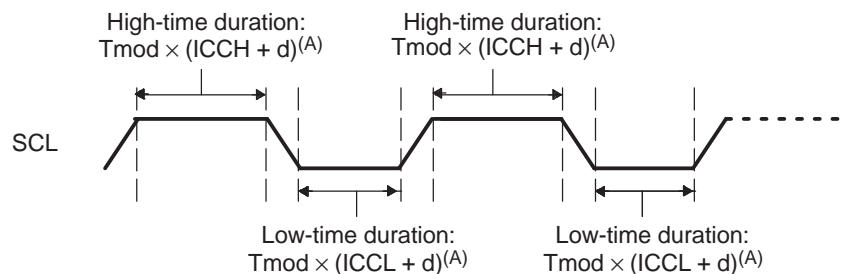 High-time duration:
Tmod × (ICCH + d)(A)
High-time duration:
Tmod × (ICCH + d)(A)
SCL
Low-time duration:
Tmod × (ICCL + d)(A)
Low-time duration:
Tmod × (ICCL + d)(A)